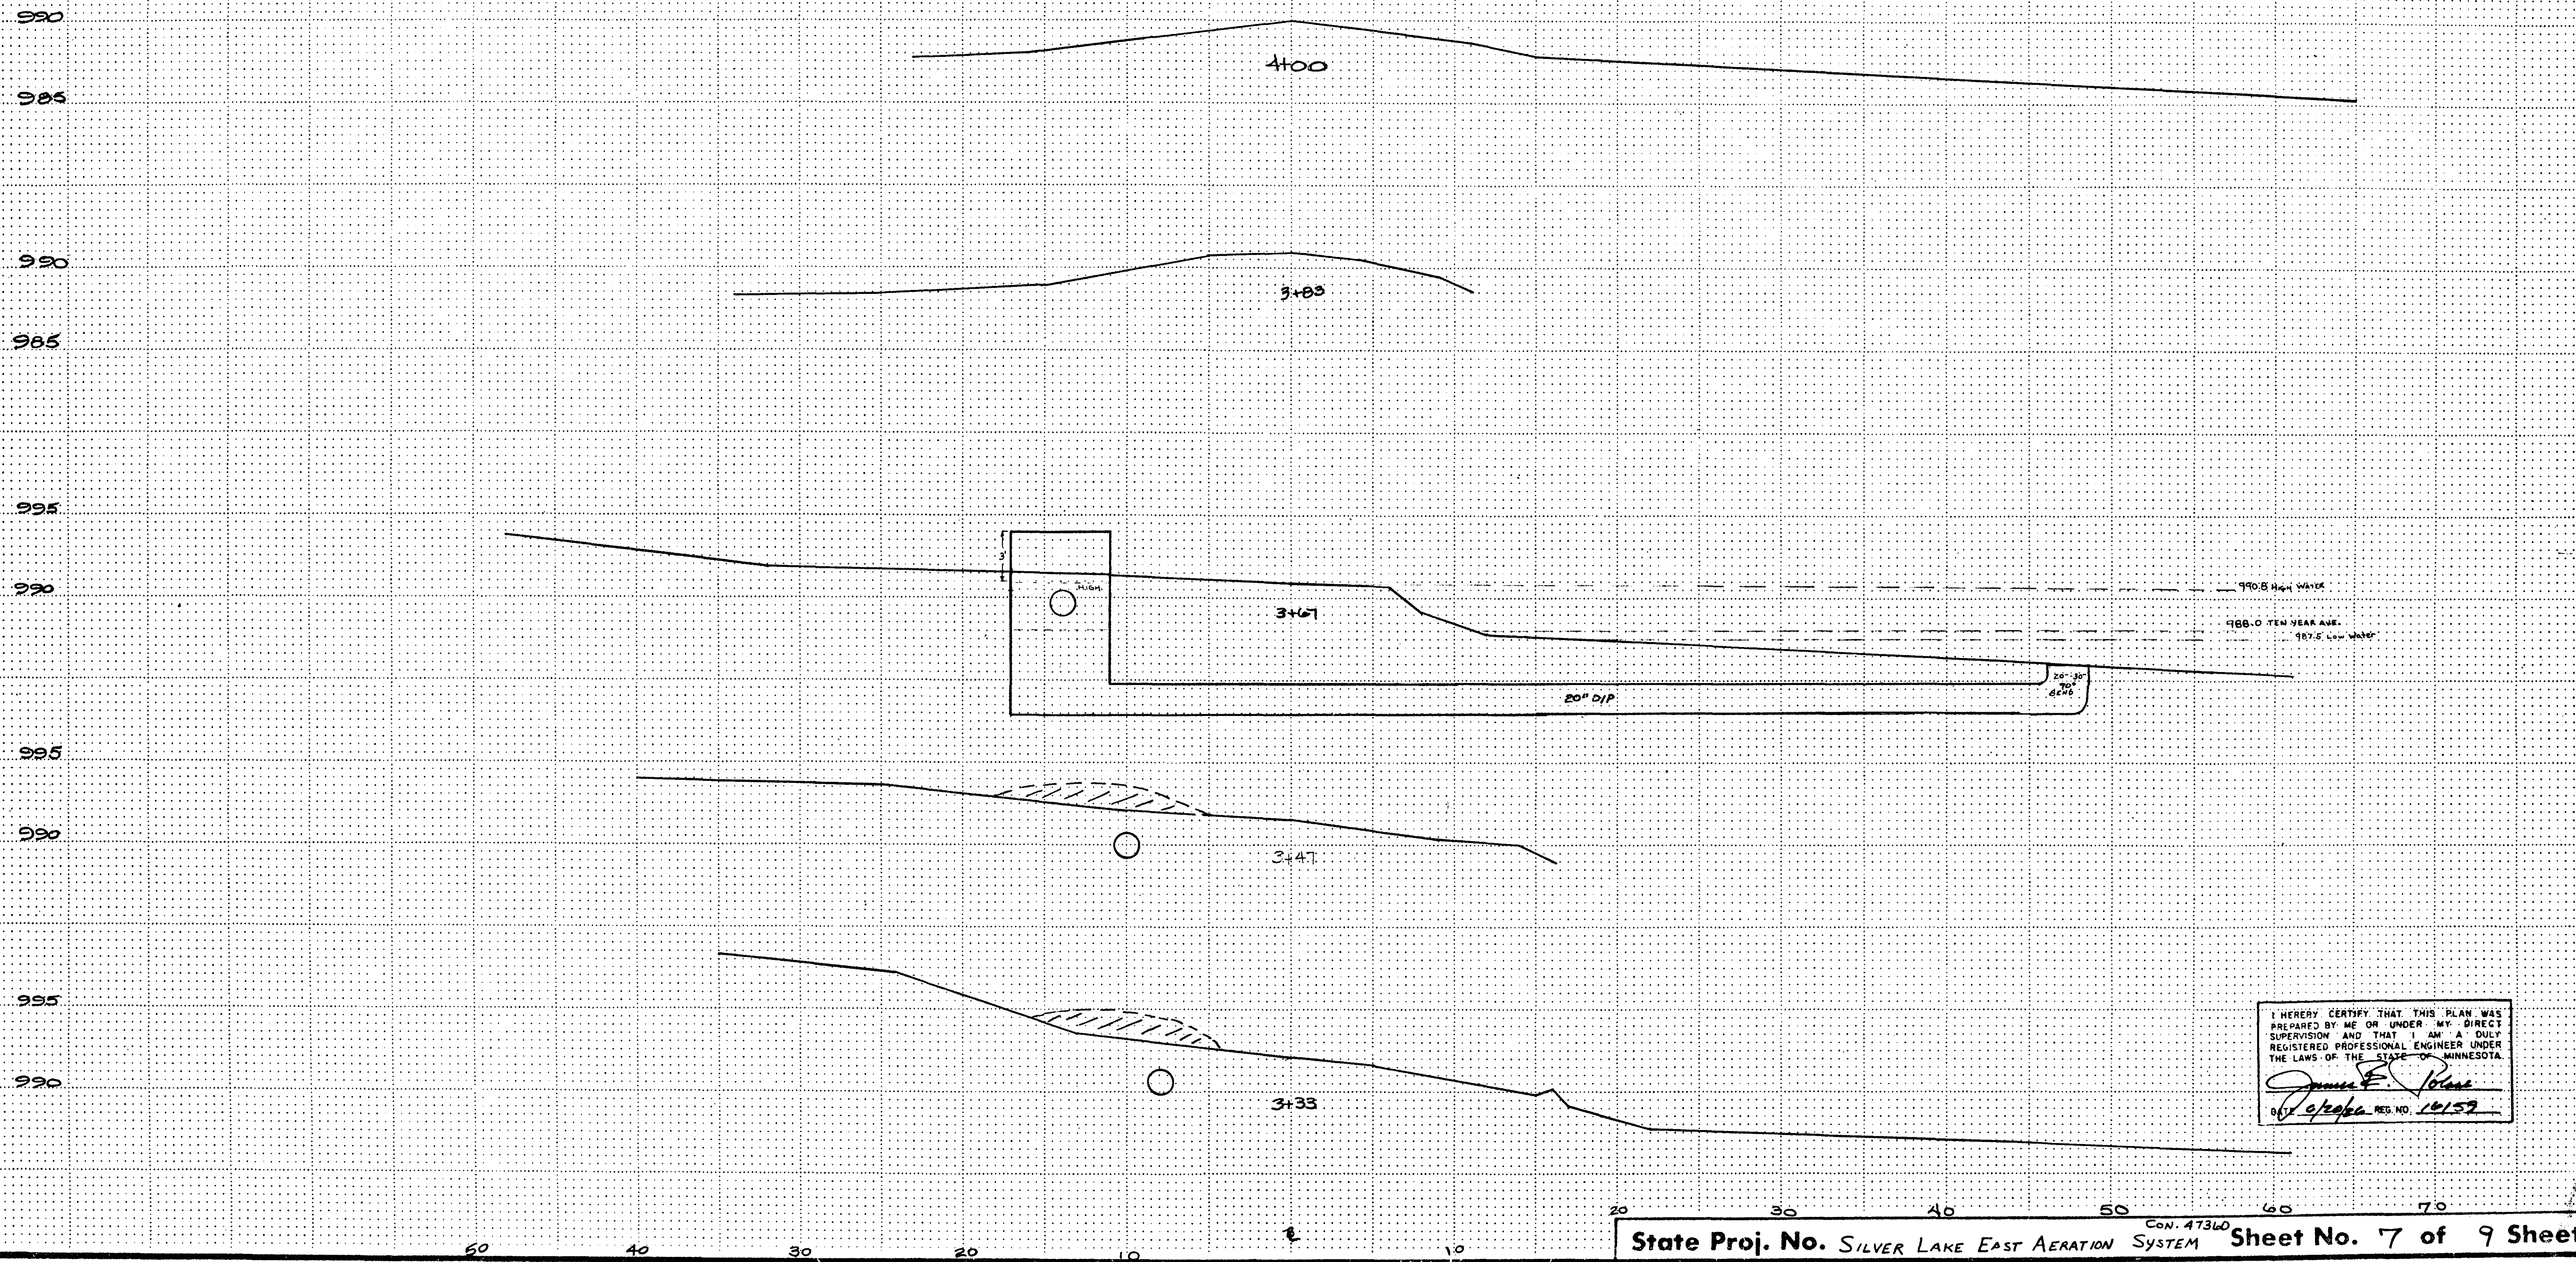 990
4+00
985
990
3+83
985
995
3'
990
HIGH
990.8 HIGH WATER
3+67
988.0 TEN YEAR AVE.
987.5 LOW WATER
20" DIP
20"-30"
90°
BEND
995
990
3+47
995
990
3+33
I HEREBY CERTIFY THAT THIS PLAN WAS
PREPARED BY ME OR UNDER MY DIRECT
SUPERVISION AND THAT I AM A DULY
REGISTERED PROFESSIONAL ENGINEER UNDER
THE LAWS OF THE STATE OF MINNESOTA.
James E.
DATE REG. NO. 16159
20 30 40 50 60 70
50 40 30 20 10 10
CON. 47360
State Proj. No. SILVER LAKE EAST AERATION SYSTEM Sheet No. 7 of 9 Sheet